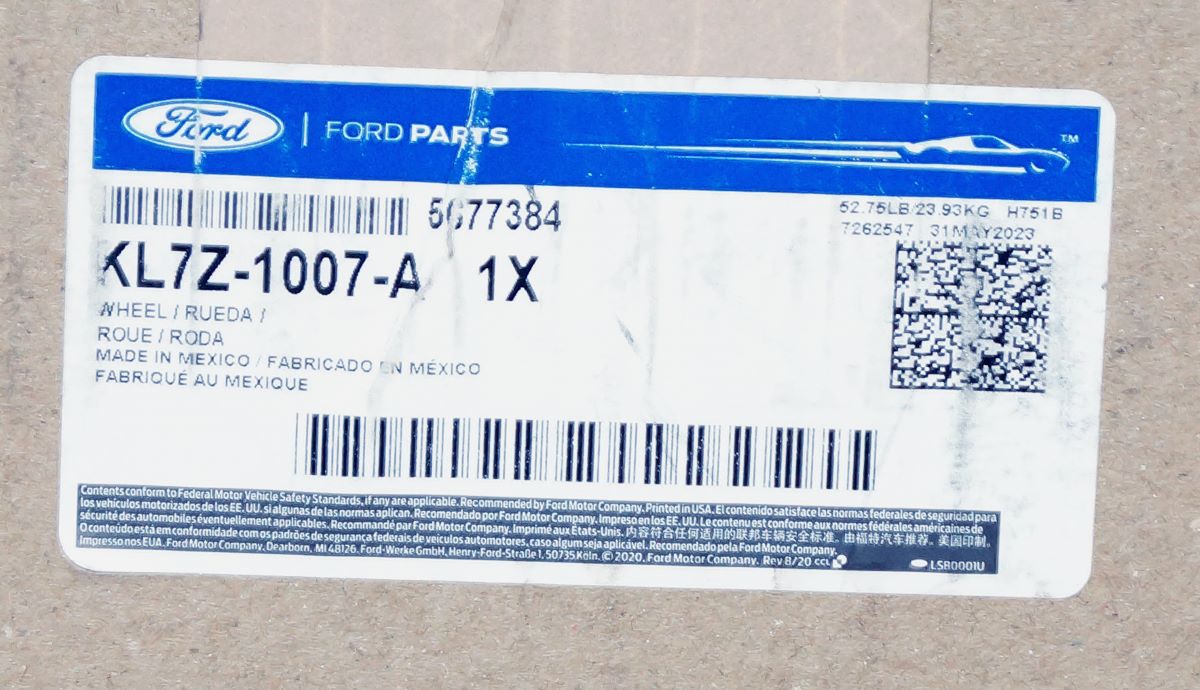 Ford | FORD PARTS
TM
52.75LB/23.93KG H751B
7262547 31MAY2023
5C77384
KL7Z-1007-A 1X
WHEEL / RUEDA /
ROUE / RODA
MADE IN MEXICO / FABRICADO EN MÉXICO
FABRIQUÉ AU MEXIQUE
Contents conform to Federal Motor Vehicle Safety Standards, if any are applicable. Recommended by Ford Motor Company. Printed in USA. El contenido satisface las normas federales de seguridad para
los vehículos motorizados de los EE. UU. si algunas de las normas aplican. Recomendado por Ford Motor Company. Impreso en los EE. UU. Le contenu est conforme aux normes fédérales américaines de
sécurité des automobiles éventuellement applicables. Recommandé par Ford Motor Company. Imprimé aux États-Unis. 内容符合任何适用的联邦车辆安全标准。由福特汽车推荐。美国印制。
O conteúdo está em conformidade com os padrões de segurança federais de veículos automotores, caso algum seja aplicável. Recomendado pela Ford Motor Company.
Impresso nos EUA. Ford Motor Company, Dearborn, MI 48126. Ford-Werke GmbH, Henry-Ford-Straße 1, 50735 Köln. © 2020, Ford Motor Company. Rev 8/20 CCL
LSB0001U